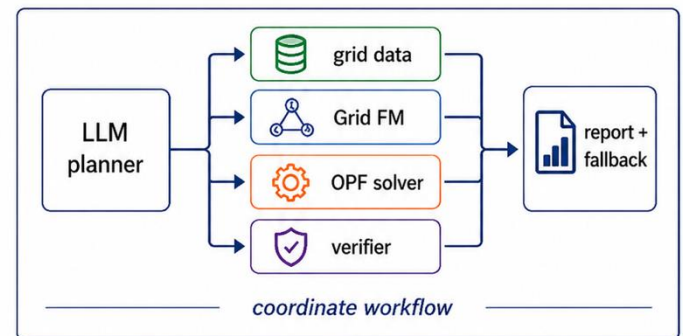 LLM
planner
grid data
Grid FM
OPF solver
verifier
report +
fallback
coordinate workflow